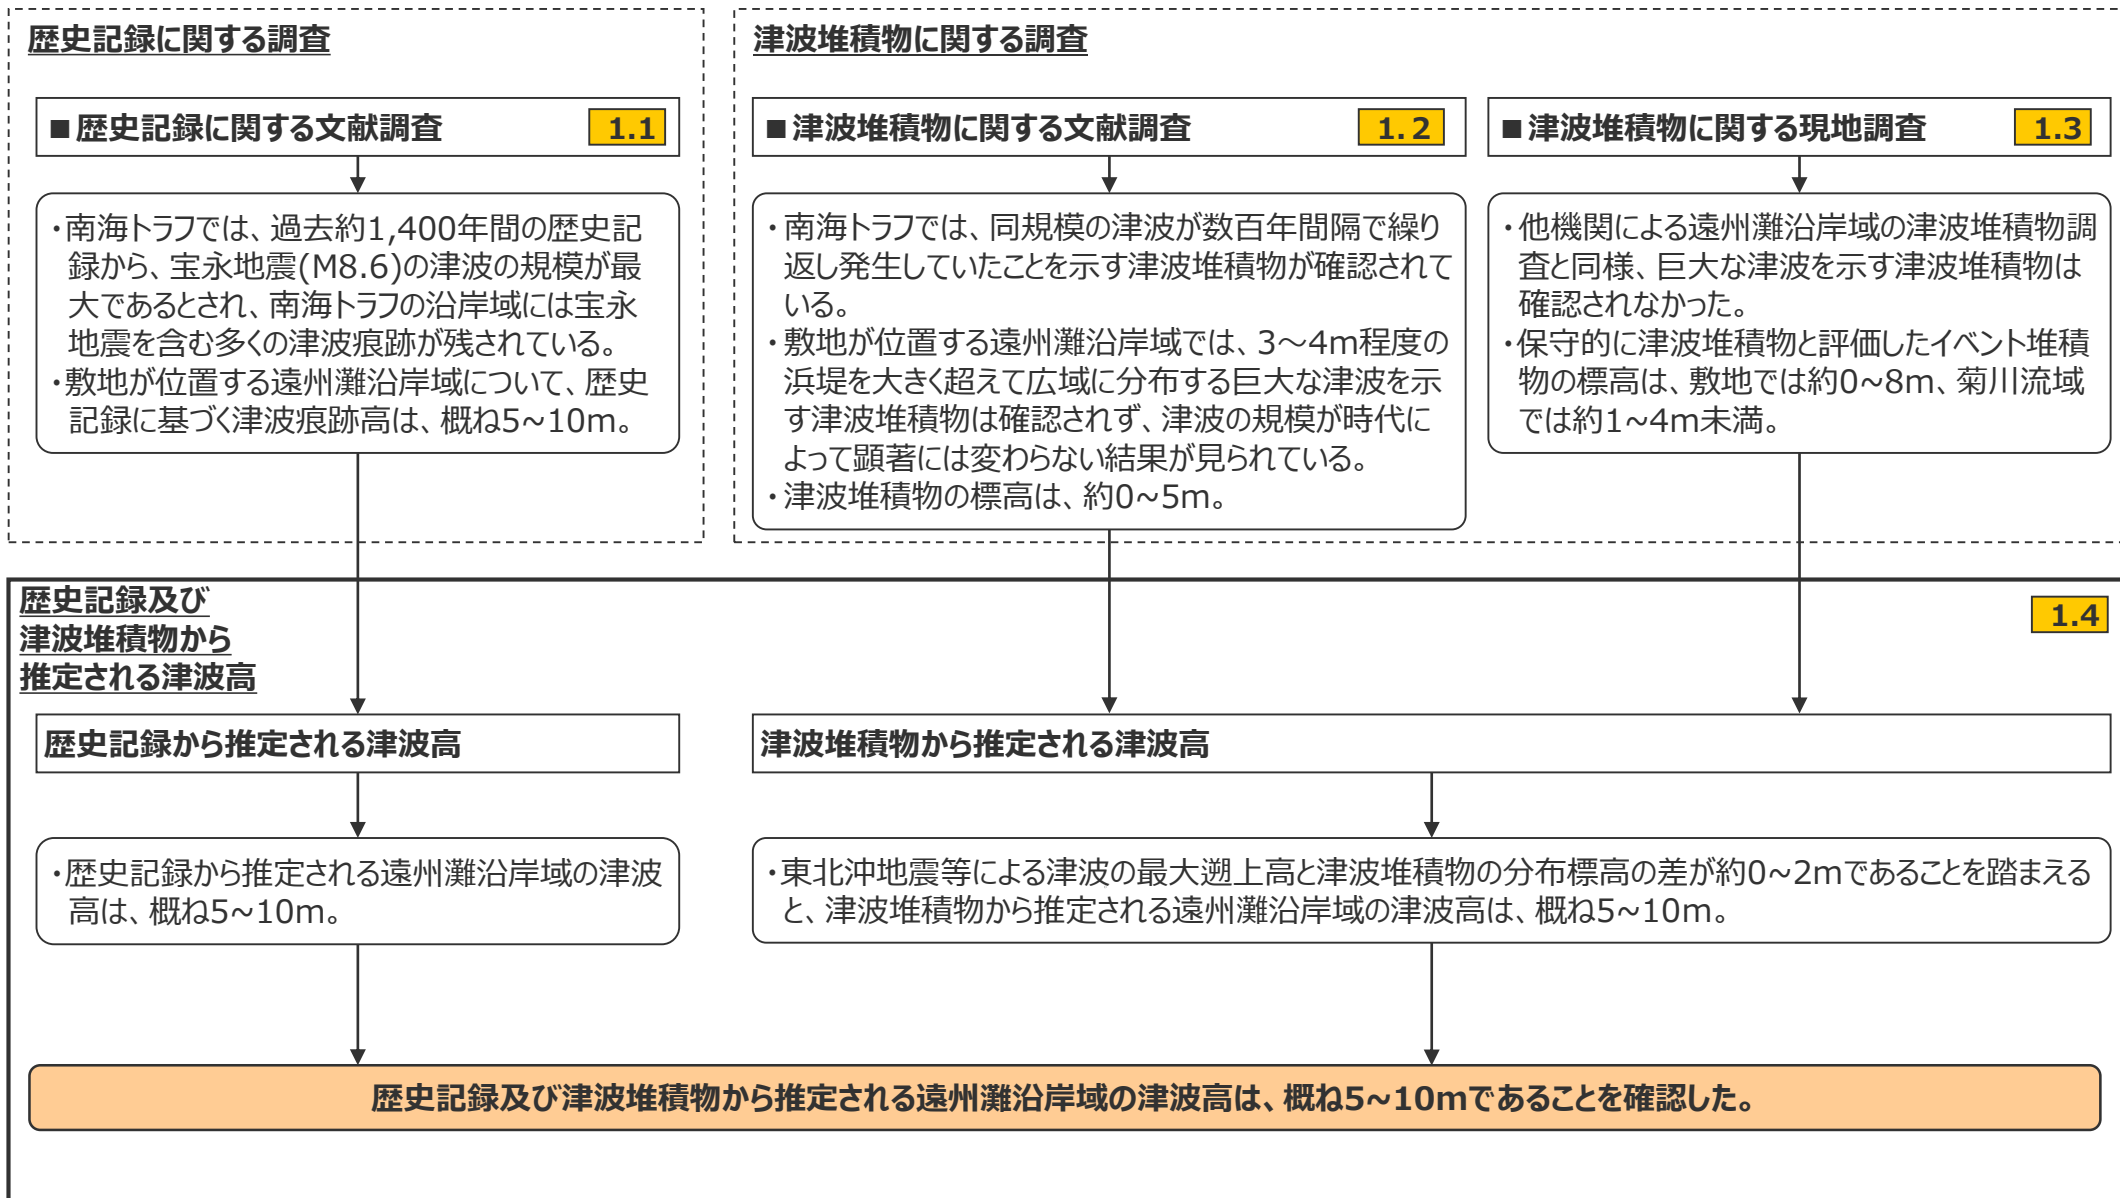 歴史記録に関する調査
■歴史記録に関する文献調査 1.1
・南海トラフでは、過去約1,400年間の歴史記
録から、宝永地震(M8.6)の津波の規模が最
大であるとされ、南海トラフの沿岸域には宝永
地震を含む多くの津波痕跡が残されている。
・敷地が位置する遠州灘沿岸域について、歴史
記録に基づく津波痕跡高は、概ね5~10m。
津波堆積物に関する調査
■津波堆積物に関する文献調査 1.2
・南海トラフでは、同規模の津波が数百年間隔で繰り
返し発生していたことを示す津波堆積物が確認されて
いる。
・敷地が位置する遠州灘沿岸域では、3～4m程度の
浜堤を大きく超えて広域に分布する巨大な津波を示
す津波堆積物は確認されず、津波の規模が時代に
よって顕著には変わらない結果が見られている。
・津波堆積物の標高は、約0~5m。
■津波堆積物に関する現地調査 1.3
・他機関による遠州灘沿岸域の津波堆積物調
査と同様、巨大な津波を示す津波堆積物は
確認されなかった。
・保守的に津波堆積物と評価したイベント堆積
物の標高は、敷地では約0~8m、菊川流域
では約1~4m未満。
歴史記録及び
津波堆積物から
推定される津波高
1.4
歴史記録から推定される津波高
・歴史記録から推定される遠州灘沿岸域の津波
高は、概ね5~10m。
津波堆積物から推定される津波高
・東北沖地震等による津波の最大遡上高と津波堆積物の分布標高の差が約0~2mであることを踏まえる
と、津波堆積物から推定される遠州灘沿岸域の津波高は、概ね5~10m。
歴史記録及び津波堆積物から推定される遠州灘沿岸域の津波高は、概ね5~10mであることを確認した。